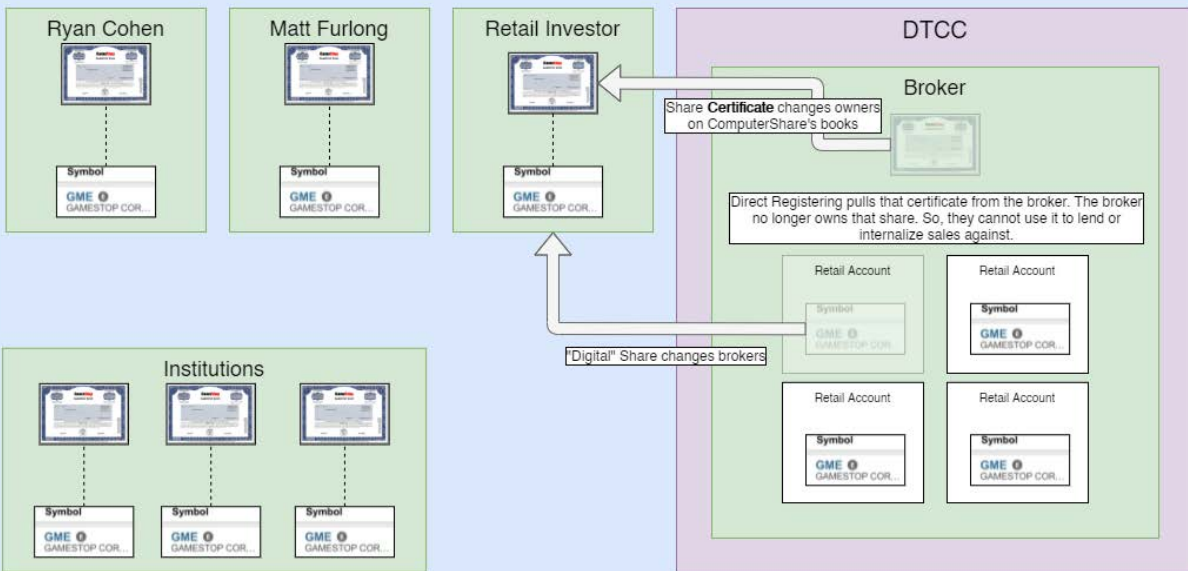 Ryan Cohen
Symbol
GME
GAMESTOP COR...
Matt Furlong
Symbol
GME
GAMESTOP COR...
Retail Investor
Symbol
GME
GAMESTOP COR...
DTCC
Broker
Share Certificate changes owners
on ComputerShare's books
Direct Registering pulls that certificate from the broker. The broker
no longer owns that share. So, they cannot use it to lend or
internalize sales against.
Retail Account
Symbol
GME
GAMESTOP COR...
Retail Account
Symbol
GME
GAMESTOP COR...
"Digital" Share changes brokers
Retail Account
Symbol
GME
GAMESTOP COR...
Retail Account
Symbol
GME
GAMESTOP COR...
Institutions
Symbol
GME
GAMESTOP COR...
Symbol
GME
GAMESTOP COR...
Symbol
GME
GAMESTOP COR...